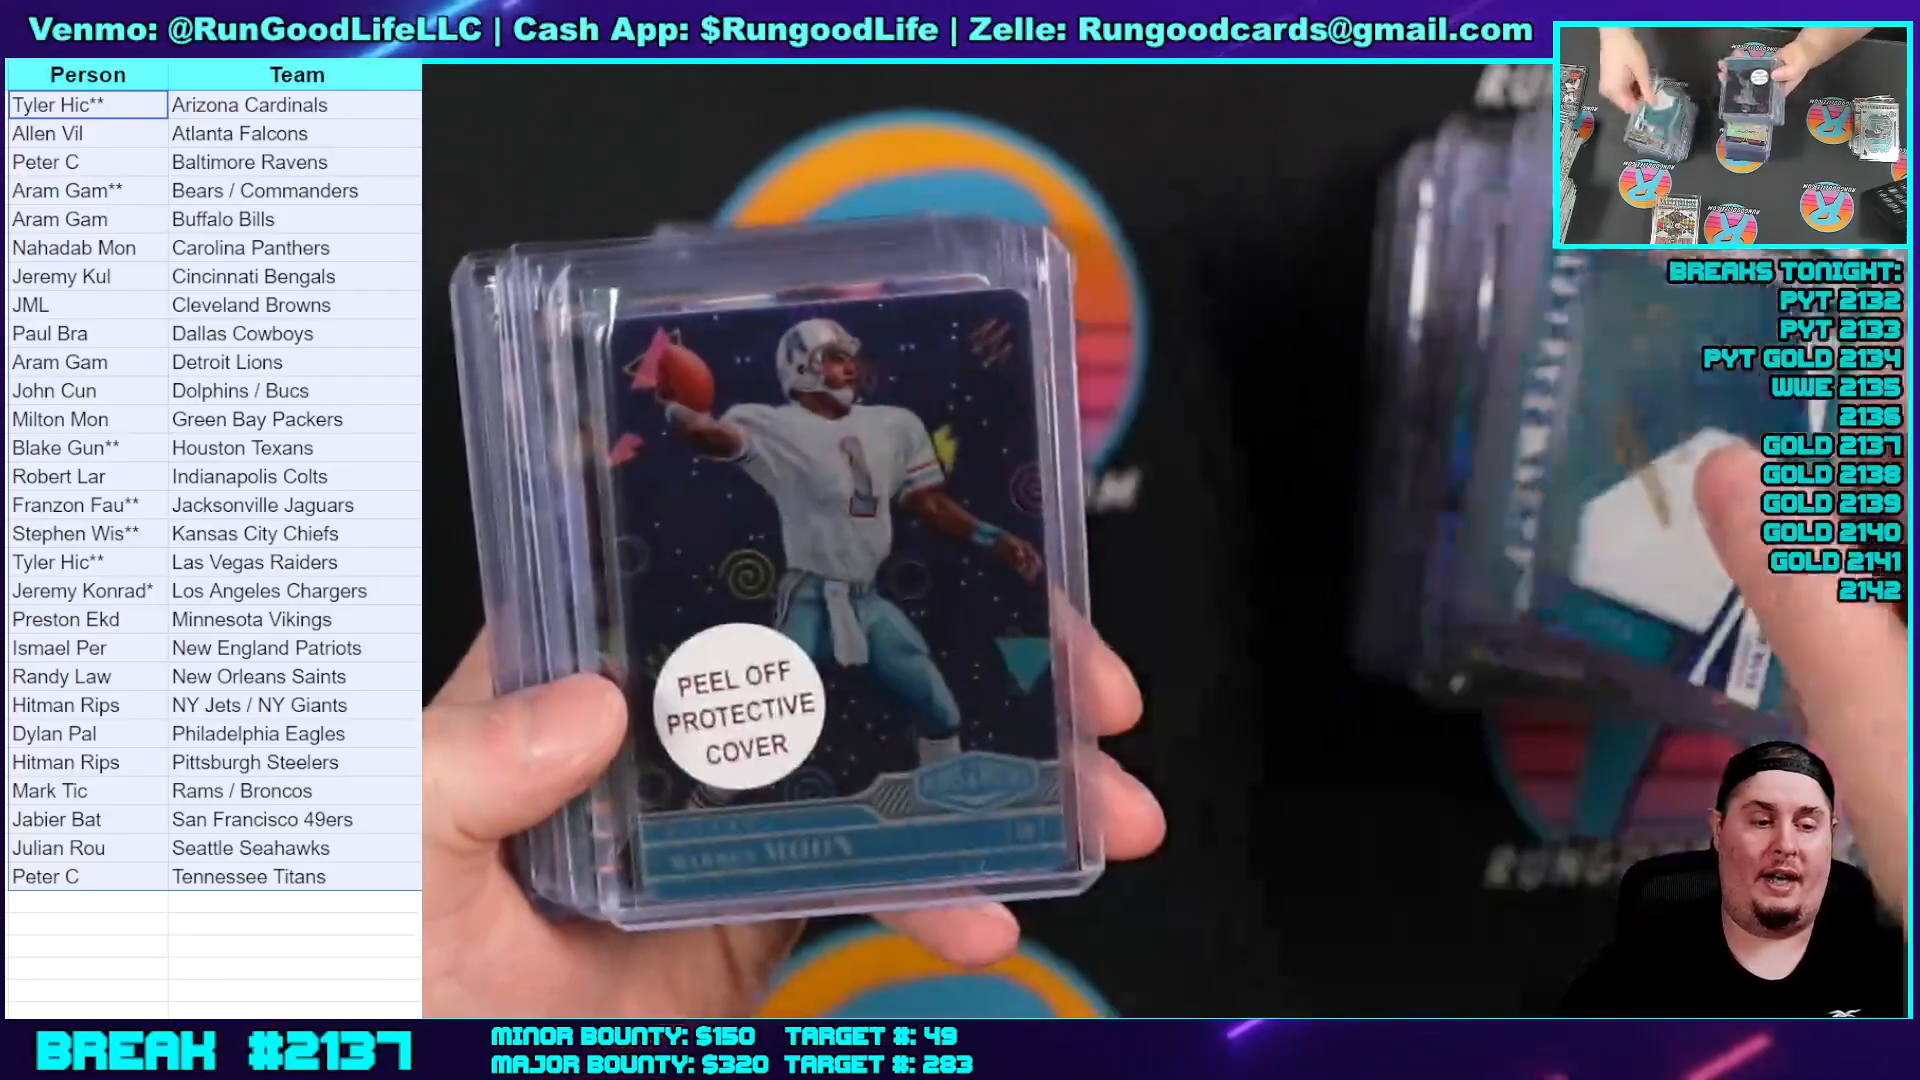 Venmo: @RunGoodLifeLLC | Cash App: $RungoodLife | Zelle: Rungoodcards@gmail.com
Person Team
Tyler Hic** Arizona Cardinals
Allen Vil Atlanta Falcons
Peter C Baltimore Ravens
Aram Gam** Bears / Commanders
Aram Gam Buffalo Bills
Nahadab Mon Carolina Panthers
Jeremy Kul Cincinnati Bengals
JML Cleveland Browns
Paul Bra Dallas Cowboys
Aram Gam Detroit Lions
John Cun Dolphins / Bucs
Milton Mon Green Bay Packers
Blake Gun** Houston Texans
Robert Lar Indianapolis Colts
Franzon Fau** Jacksonville Jaguars
Stephen Wis** Kansas City Chiefs
Tyler Hic** Las Vegas Raiders
Jeremy Konrad* Los Angeles Chargers
Preston Ekd Minnesota Vikings
Ismael Per New England Patriots
Randy Law New Orleans Saints
Hitman Rips NY Jets / NY Giants
Dylan Pal Philadelphia Eagles
Hitman Rips Pittsburgh Steelers
Mark Tic Rams / Broncos
Jabier Bat San Francisco 49ers
Julian Rou Seattle Seahawks
Peter C Tennessee Titans
1
PEEL OFF
PROTECTIVE
COVER
WARREN MOON
BREAKS TONIGHT:
PYT 2132
PYT 2133
PYT GOLD 2134
WWE 2135
2136
GOLD 2137
GOLD 2138
GOLD 2139
GOLD 2140
GOLD 2141
2142
BREAK #2137
MINOR BOUNTY: $150 TARGET #: 49
MAJOR BOUNTY: $320 TARGET #: 283